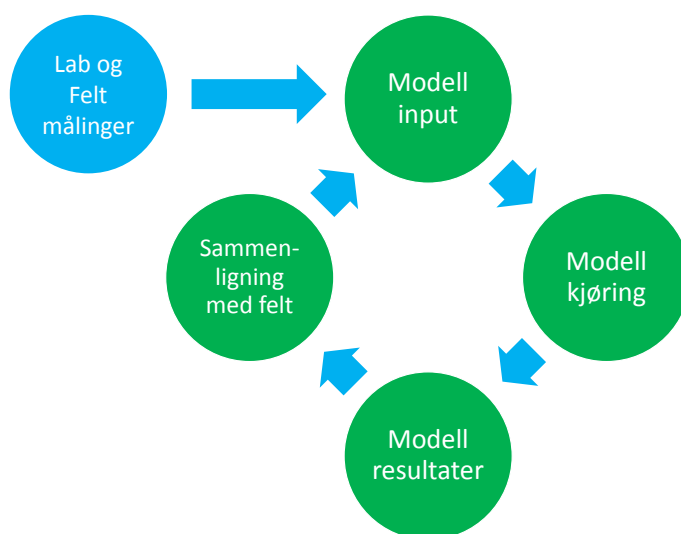 Lab og
Felt
målinger
Modell
input
Sammen-
ligning
med felt
Modell
kjøring
Modell
resultater